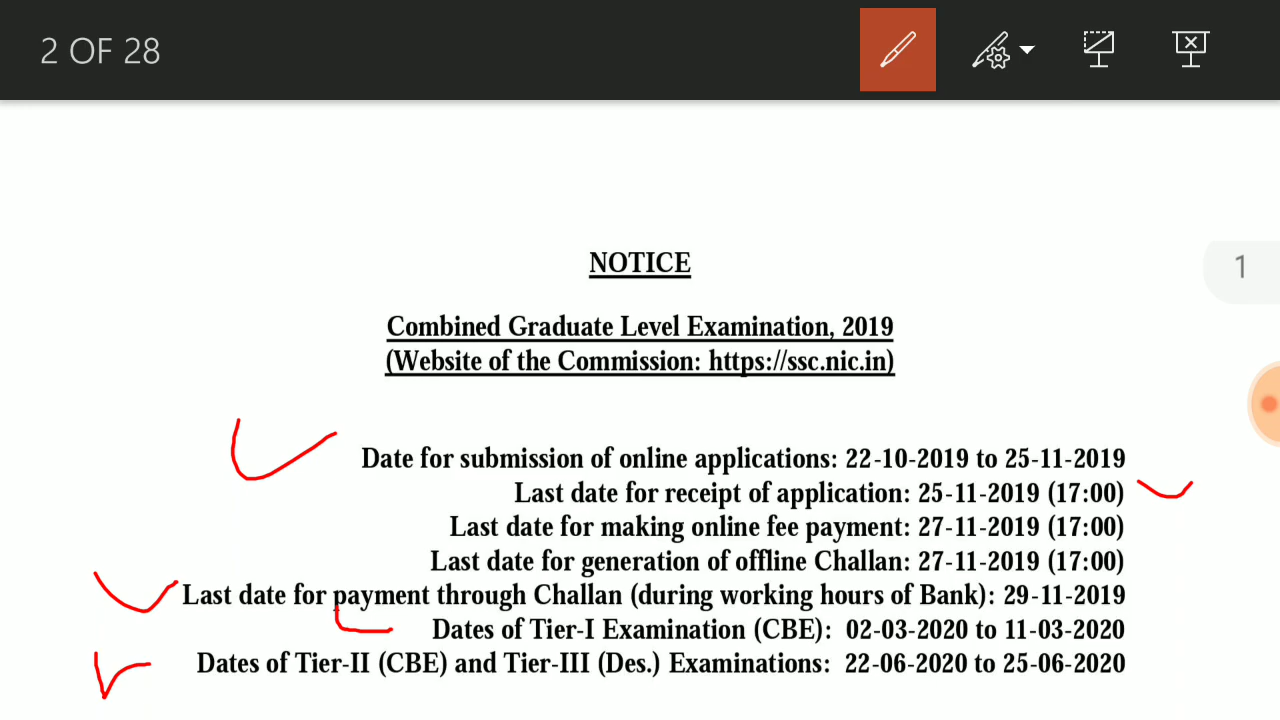 2 OF 28
1
NOTICE
Combined Graduate Level Examination, 2019
(Website of the Commission: https://ssc.nic.in)
Date for submission of online applications: 22-10-2019 to 25-11-2019
Last date for receipt of application: 25-11-2019 (17:00)
Last date for making online fee payment: 27-11-2019 (17:00)
Last date for generation of offline Challan: 27-11-2019 (17:00)
Last date for payment through Challan (during working hours of Bank): 29-11-2019
Dates of Tier-I Examination (CBE): 02-03-2020 to 11-03-2020
Dates of Tier-II (CBE) and Tier-III (Des.) Examinations: 22-06-2020 to 25-06-2020